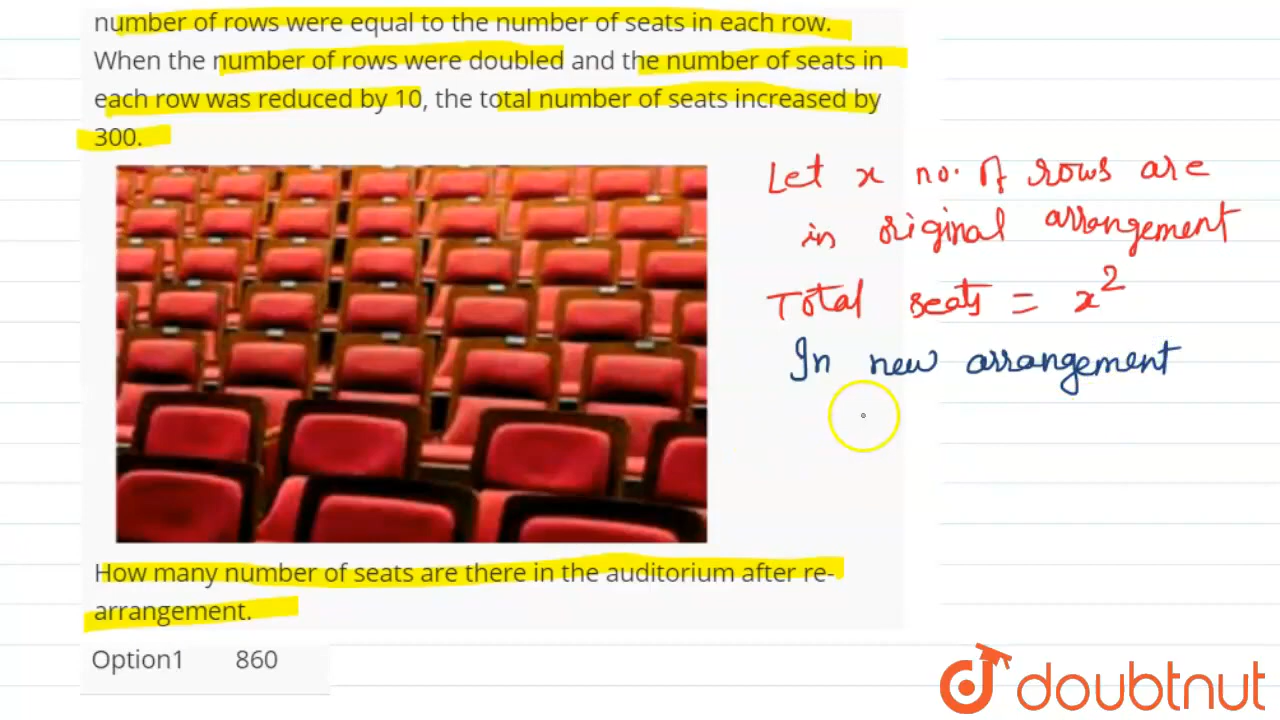 number of rows were equal to the number of seats in each row.
When the number of rows were doubled and the number of seats in
each row was reduced by 10, the total number of seats increased by
300.
Let x no. of rows are
in original arrangement
Total seats = x²
In new arrangement
How many number of seats are there in the auditorium after re-
arrangement.
Option1 860
doubtnut